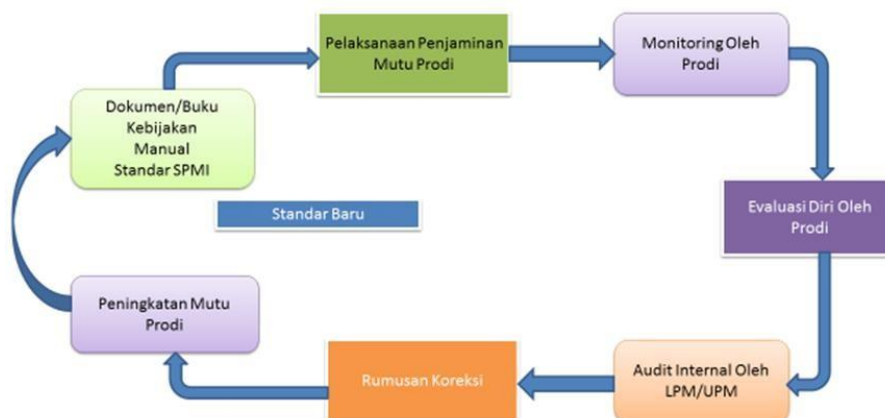 Pelaksanaan Penjaminan
Mutu Prodi
Monitoring Oleh
Prodi
Dokumen/Buku
Kebijakan
Manual
Standar SPMI
Standar Baru
Evaluasi Diri Oleh
Prodi
Peningkatan Mutu
Prodi
Rumusan Koreksi
Audit Internal Oleh
LPM/UPM